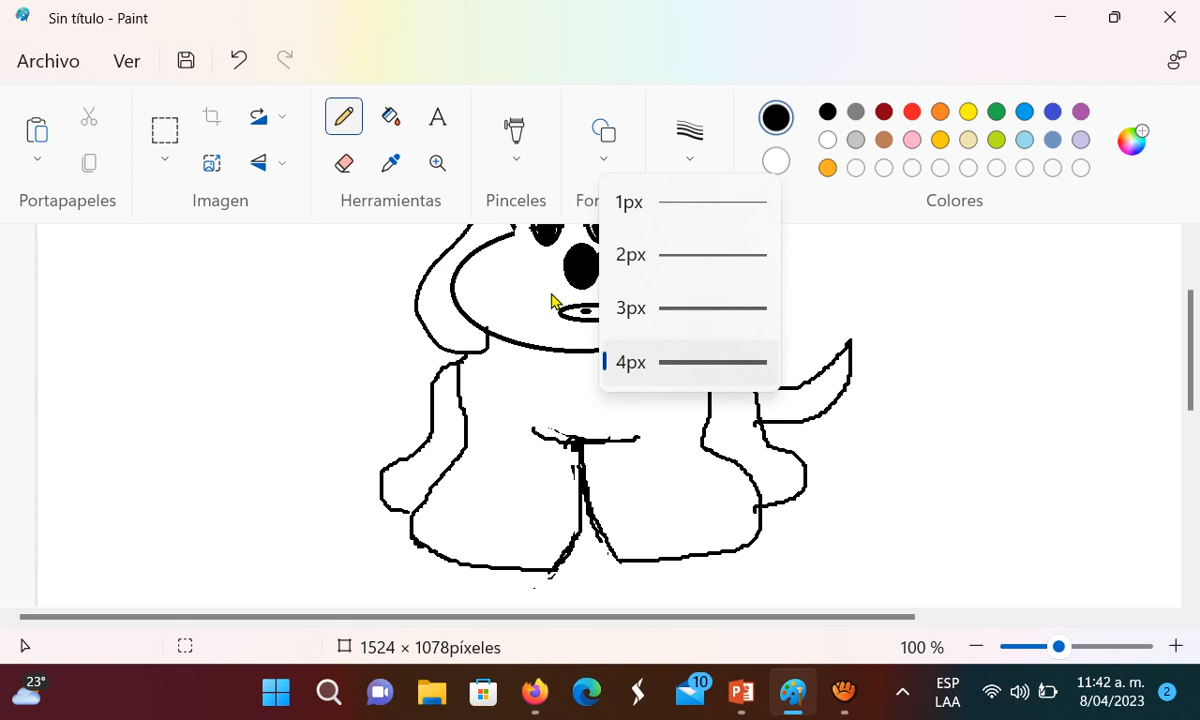 Sin título - Paint
Archivo Ver
Portapapeles Imagen Herramientas Pinceles For Colores
1px
2px
3px
4px
1524 × 1078píxeles 100 %
23° 10 ESP LAA 11:42 a. m. 8/04/2023 2